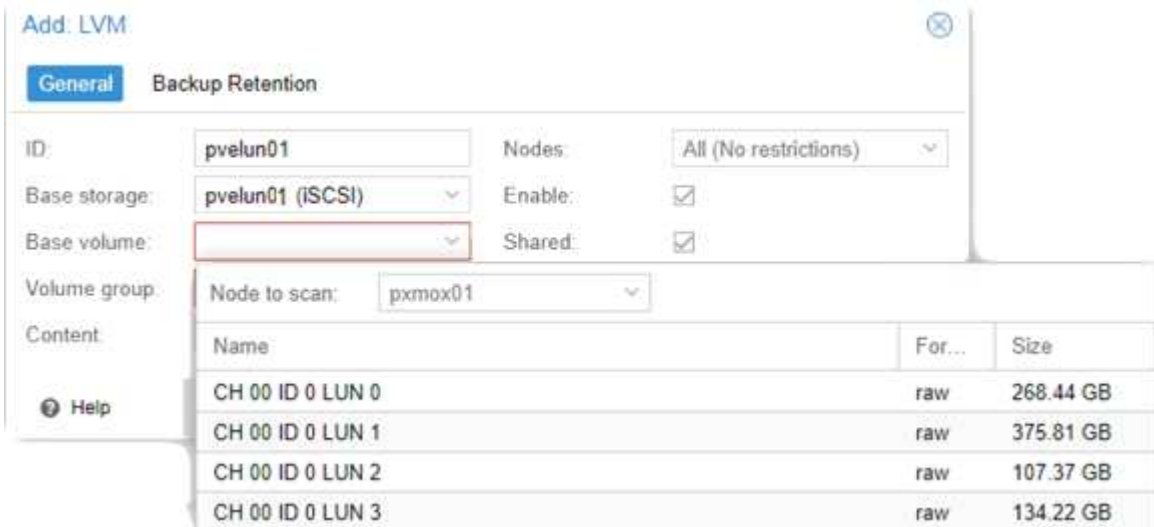 Add: LVM
General Backup Retention
ID: pvelun01 Nodes: All (No restrictions)
Base storage: pvelun01 (iSCSI) Enable:
Base volume: Shared:
Volume group: Node to scan: pxmox01
Content:
Name For... Size
CH 00 ID 0 LUN 0 raw 268.44 GB
Help
CH 00 ID 0 LUN 1 raw 375.81 GB
CH 00 ID 0 LUN 2 raw 107.37 GB
CH 00 ID 0 LUN 3 raw 134.22 GB